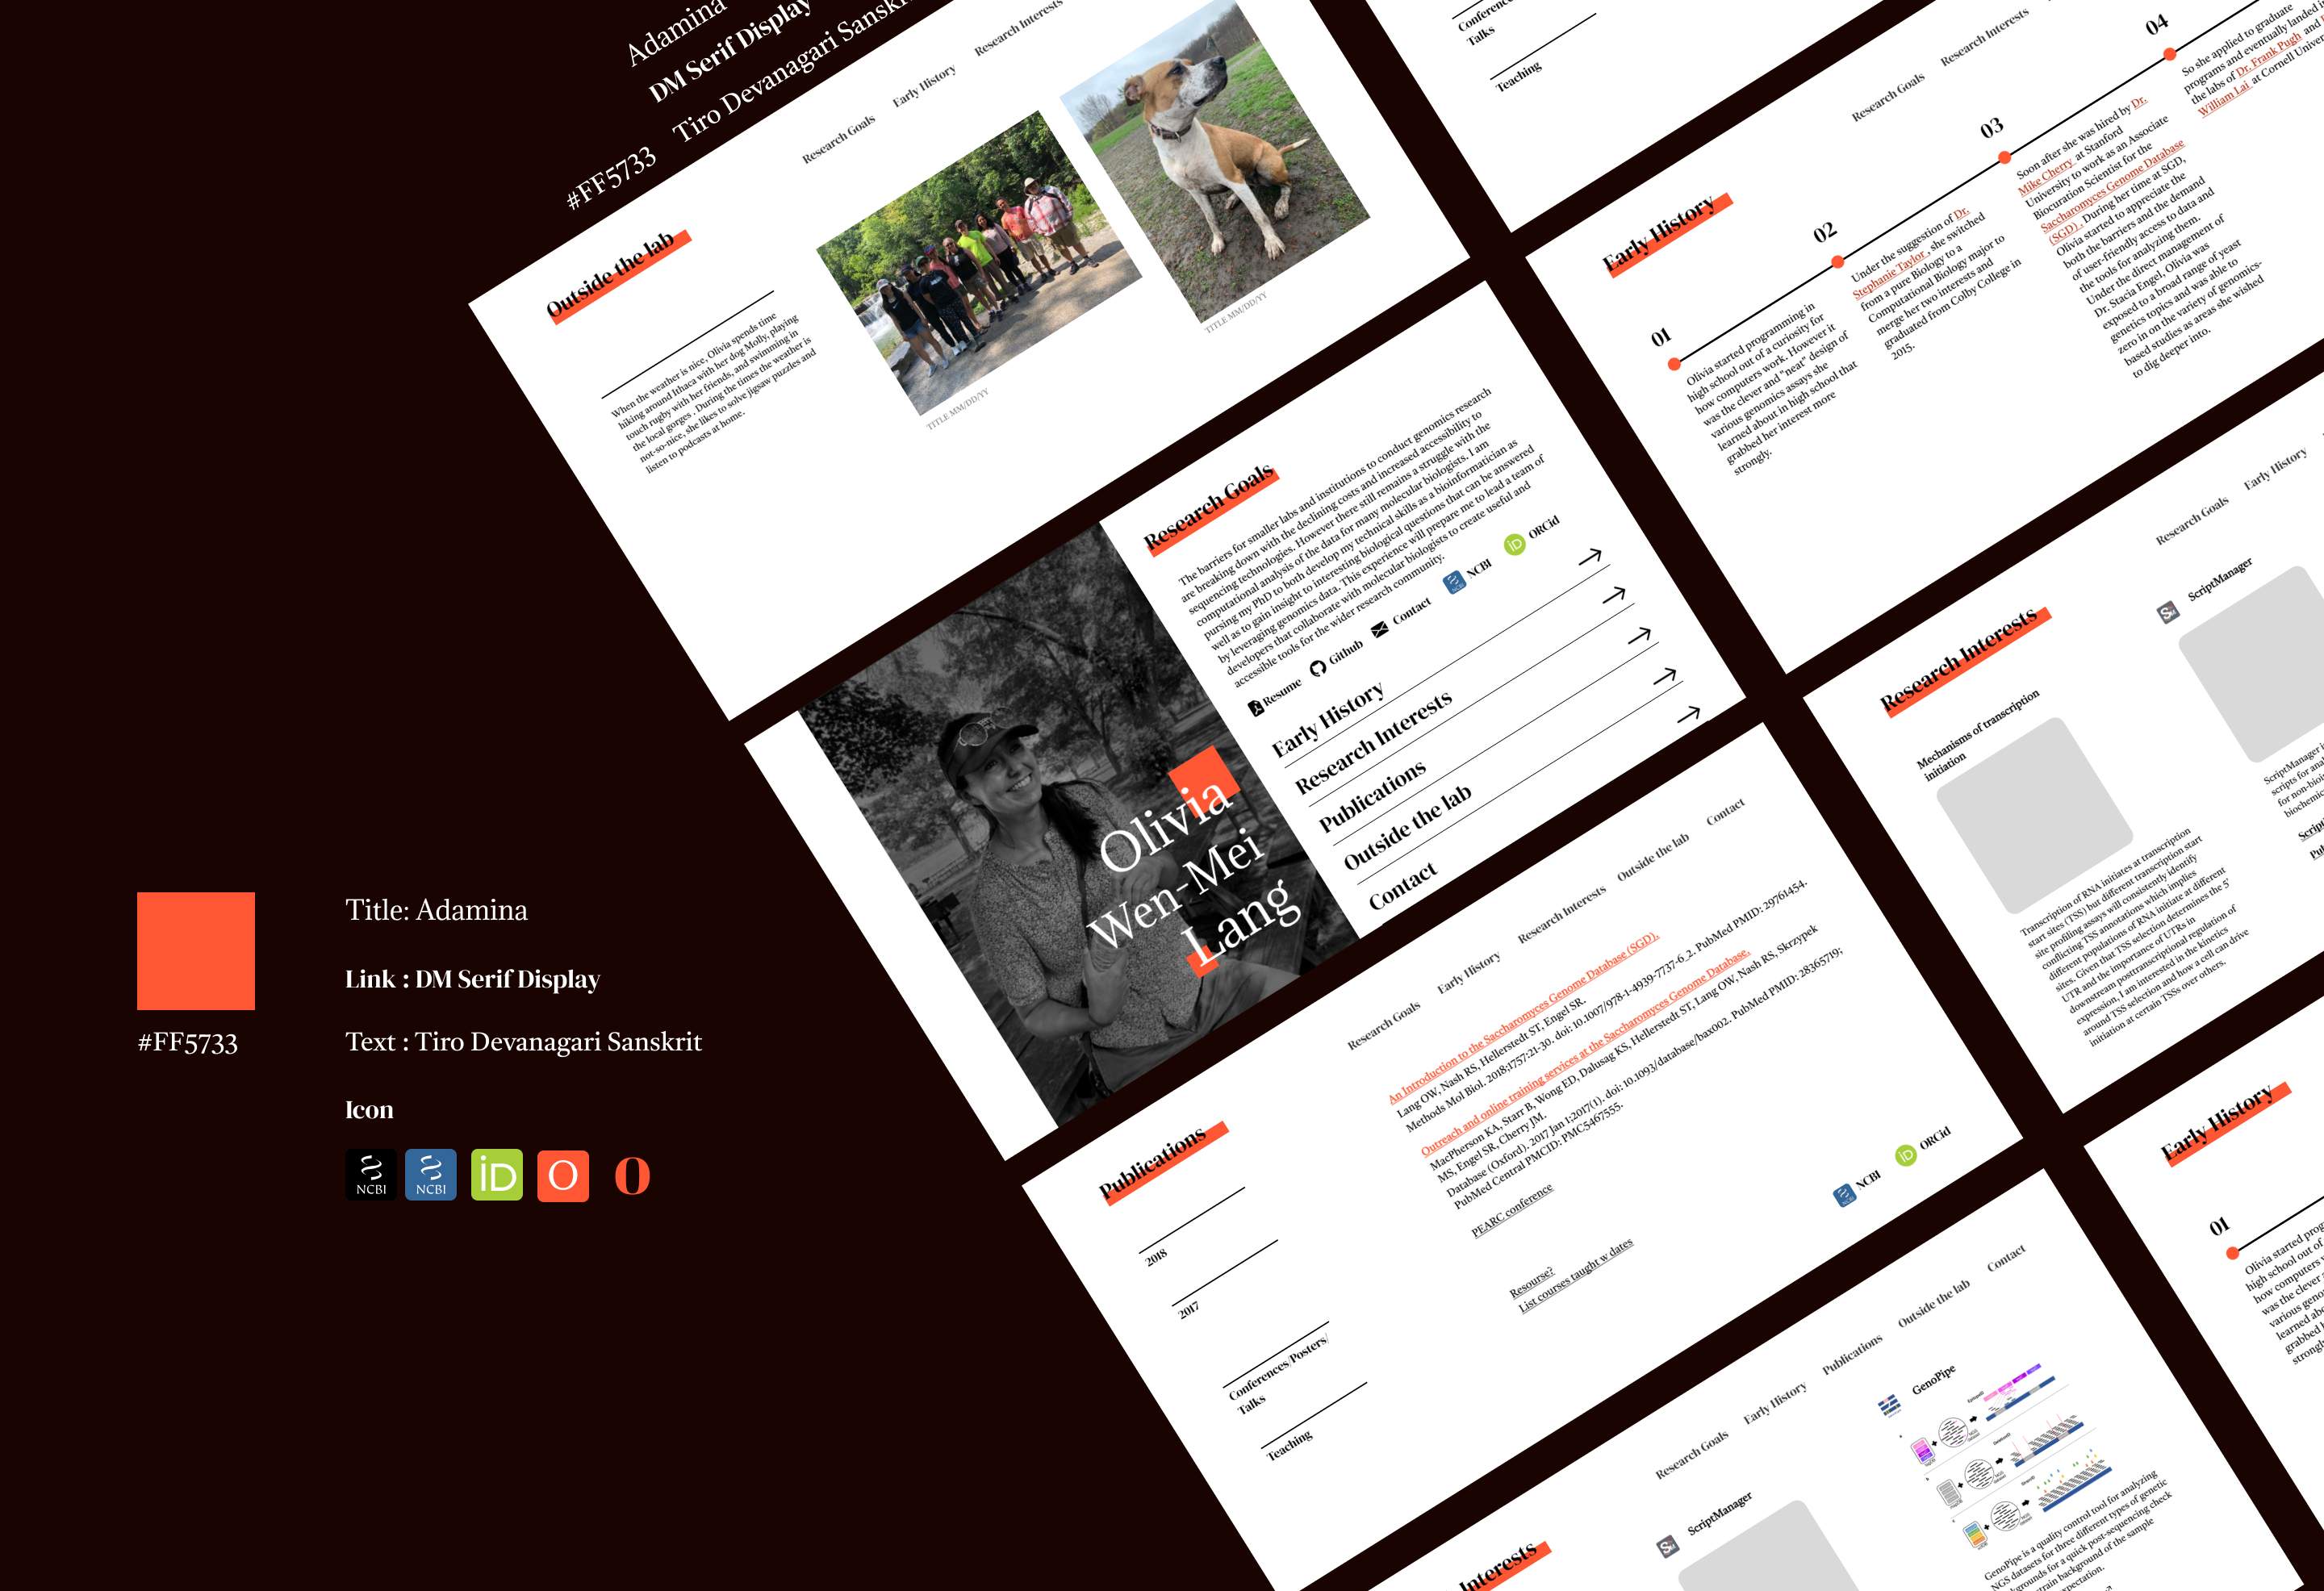 Adamina
DM Serif Display
Tiro Devanagari Sanskri
#FF5733
Title: Adamina
Link : DM Serif Display
Text : Tiro Devanagari Sanskrit
#FF5733
Icon
NCBI
NCBI
iD
O
O
Research Goals
Early History
Research Interests
Outside the lab
When the weather is nice, Olivia spends time
hiking around Ithaca with her dog Molly, playing
touch rugby with her friends, and swimming in
the local gorges . During the times the weather is
not-so-nice, she likes to solve jigsaw puzzles and
listen to podcasts at home.
TITLE MM/DD/YY
TITLE MM/DD/YY
Olivia
Wen-Mei
Lang
Research Goals
The barriers for smaller labs and institutions to conduct genomics research
are breaking down with the declining costs and increased accessibility to
sequencing technologies. However there still remains a struggle with the
computational analysis of the data for many molecular biologists. I am
pursing my PhD to both develop my technical skills as a bioinformatician as
well as to gain insight to interesting biological questions that can be answered
by leveraging genomics data. This experience will prepare me to lead a team of
developers that collaborate with molecular biologists to create useful and
accessible tools for the wider research community.
Resume
Github
Contact
NCBI
ORCid
Early History
Research Interests
Publications
Outside the lab
Contact
Research Goals
Early History
Research Interests
Outside the lab
Contact
Publications
2018
2017
Conferences/Posters/
Talks
Teaching
An Introduction to the Saccharomyces Genome Database (SGD).
Lang OW, Nash RS, Hellerstedt ST, Engel SR.
Methods Mol Biol. 2018;1757:21-30. doi: 10.1007/978-1-4939-7737-6_2. PubMed PMID: 29761454.
Outreach and online training services at the Saccharomyces Genome Database.
MacPherson KA, Starr B, Wong ED, Dalusag KS, Hellerstedt ST, Lang OW, Nash RS, Skrzypek
MS, Engel SR, Cherry JM.
Database (Oxford). 2017 Jan 1;2017(1). doi: 10.1093/database/bax002. PubMed PMID: 28365719;
PubMed Central PMCID: PMC5467555.
PEARC conference
Resourse?
List courses taught w dates
NCBI
ORCid
Conference
Talks
Teaching
Research Goals
Research Interests
Early History
01
Olivia started programming in
high school out of a curiosity for
how computers work. However it
was the clever and "neat" design of
various genomics assays she
learned about in high school that
grabbed her interest more
strongly.
02
Under the suggestion of Dr.
Stephanie Taylor , she switched
from a pure Biology to a
Computational Biology major to
merge her two interests and
graduated from Colby College in
2015.
03
Soon after she was hired by Dr.
Mike Cherry at Stanford
University to work as an Associate
Biocuration Scientist for the
Saccharomyces Genome Database
(SGD) . During her time at SGD,
Olivia started to appreciate the
both the barriers and the demand
of user-friendly access to data and
the tools for analyzing them.
Under the direct management of
Dr. Stacia Engel, Olivia was
exposed to a broad range of yeast
genetics topics and was able to
zero in on the variety of genomics-
based studies as areas she wished
to dig deeper into.
04
So she applied to graduate
programs and eventually landed i
the labs of Dr. Frank Pugh and
William Lai at Cornell Univer
Research Goals
Early History
Research Interests
Mechanisms of transcription
initiation
Transcription of RNA initiates at transcription
start sites (TSS) but different transcription start
site profiling assays will consistently identify
conflicting TSS annotations which implies
different populations of RNA initiate at different
sites. Given that TSS selection determines the 5'
UTR and the importance of UTRs in
downstream posttranscriptional regulation of
expression, I am interested in the kinetics
around TSS selection and how a cell can drive
initiation at certain TSSs over others.
ScriptManager
ScriptManager i
scripts for anal
for non-biol
biochemic
Script
Pul
Early History
01
Olivia started prog
high school out of
how computers w
was the clever a
various geno
learned abo
grabbed h
strongl
Research Goals
Early History
Publications
Outside the lab
Contact
Interests
ScriptManager
GenoPipe
GenoPipe is a quality control tool for analyzing
NGS datasets for three different types of genetic
kgrounds for a quick post-sequencing check
train background of the sample
xpectation.